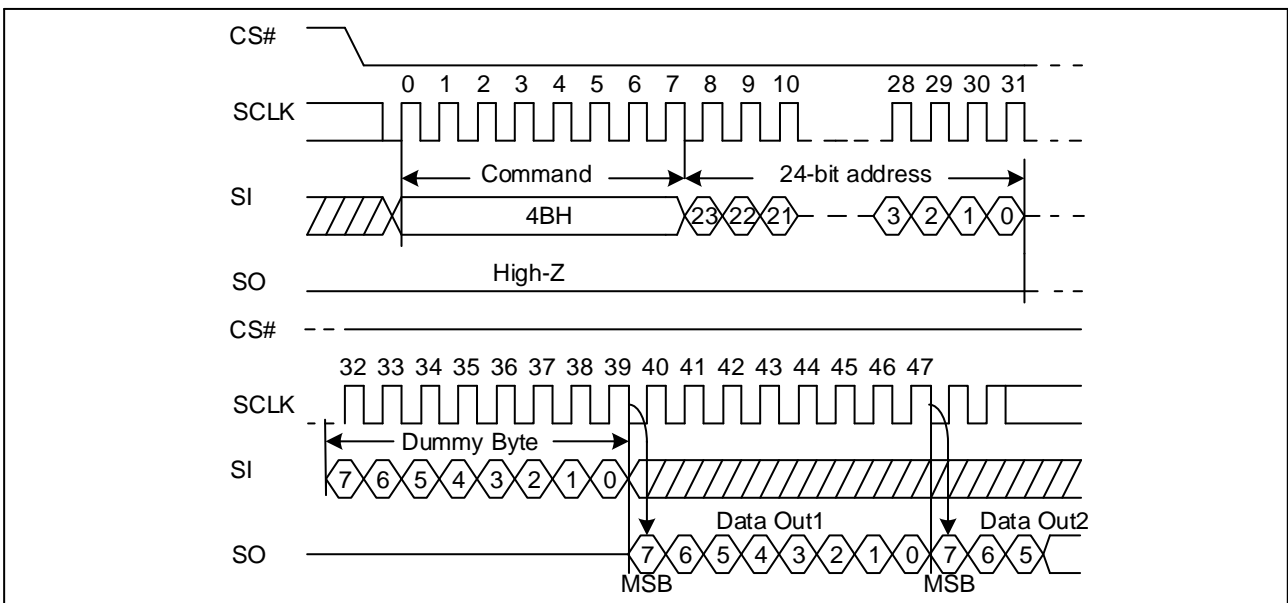 CS#
0 1 2 3 4 5 6 7 8 9 10 28 29 30 31
SCLK
Command 24-bit address
SI
4BH 23 22 21 3 2 1 0
High-Z
SO
CS#
32 33 34 35 36 37 38 39 40 41 42 43 44 45 46 47
SCLK
Dummy Byte
SI
7 6 5 4 3 2 1 0
Data Out1 Data Out2
SO
7 6 5 4 3 2 1 0 7 6 5
MSB MSB